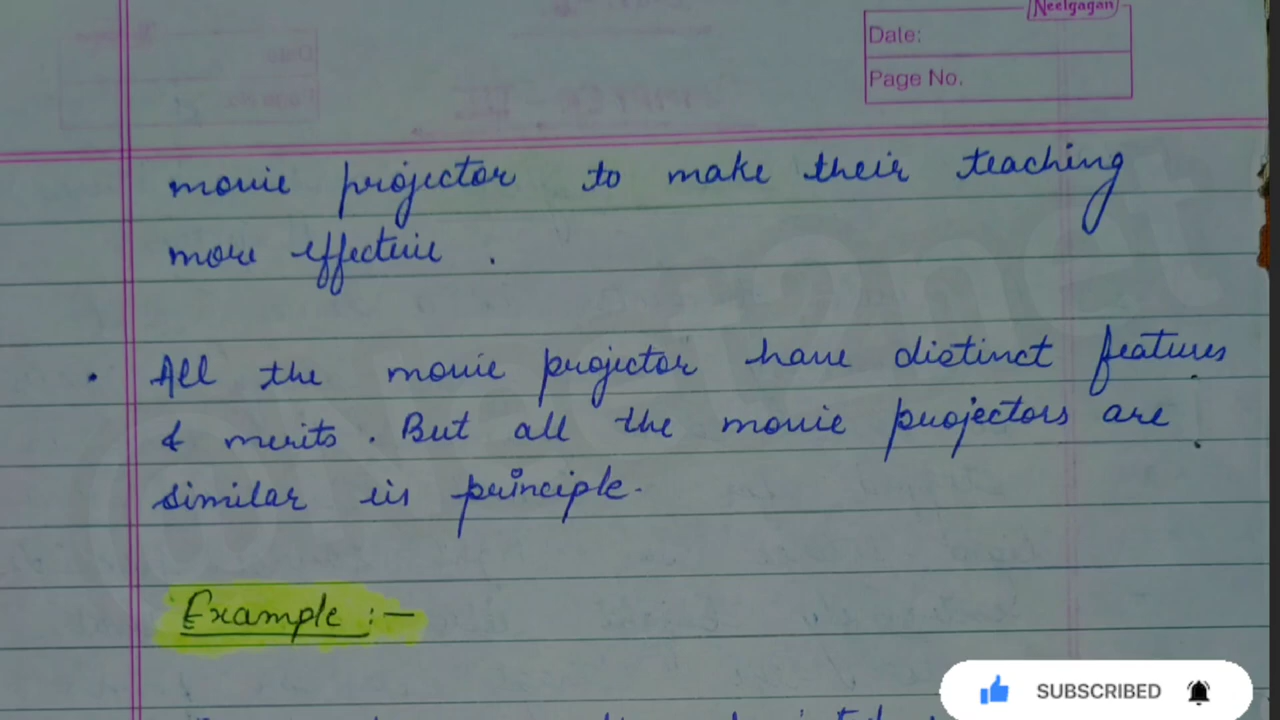 Neelgagan
Date:
Page No.
movie projector to make their teaching
more effective .
• All the movie projector have distinct features
& merits . But all the movie projectors are
similar in principle.
Example :-
SUBSCRIBED